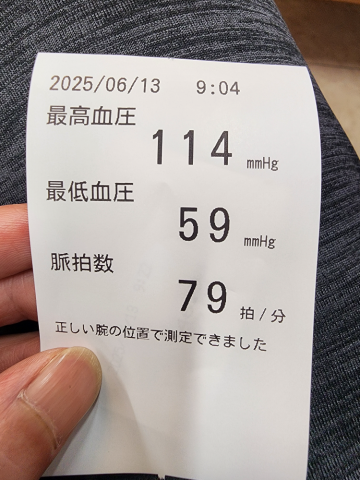 2025/06/13 9:04
最高血圧
114 mmHg
最低血圧
59 mmHg
脈拍数
79 拍/分
正しい腕の位置で測定できました